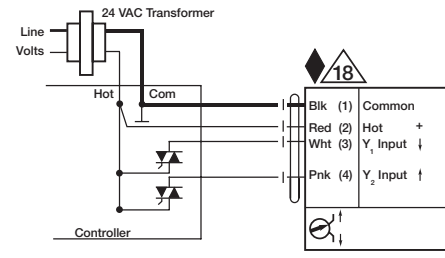 24 VAC Transformer
Line
Volts
Hot Com
18
Blk (1) Common
Red (2) Hot +
Wht (3) Y1 Input ↓
Pnk (4) Y2 Input ↑
Controller